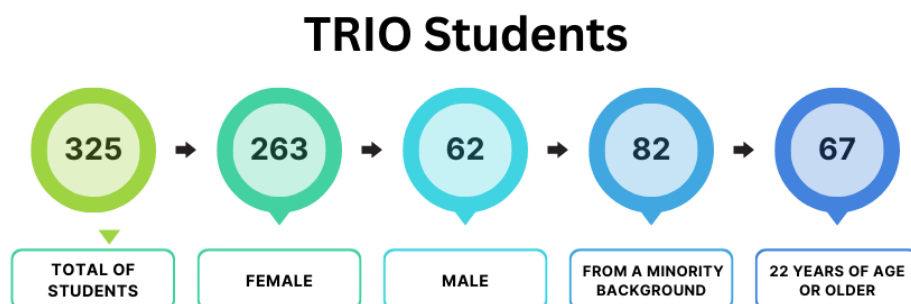 TRIO Students
325
263
62
82
67
TOTAL OF
STUDENTS
FEMALE
MALE
FROM A MINORITY
BACKGROUND
22 YEARS OF AGE
OR OLDER